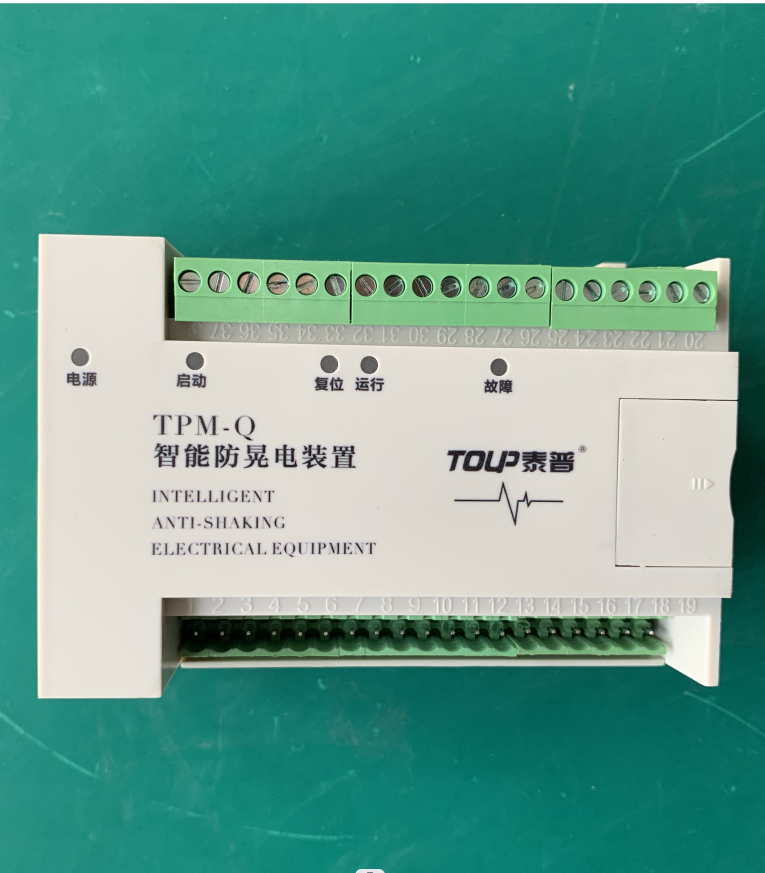 37 36 35 34 33 32 31 30 29 28 27 26 25 24 23 22 21 20
电源 启动 复位 运行 故障
TPM-Q
智能防晃电装置
TOUP泰普®
INTELLIGENT
ANTI-SHAKING
ELECTRICAL EQUIPMENT
1 2 3 4 5 6 7 8 9 10 11 12 13 14 15 16 17 18 19